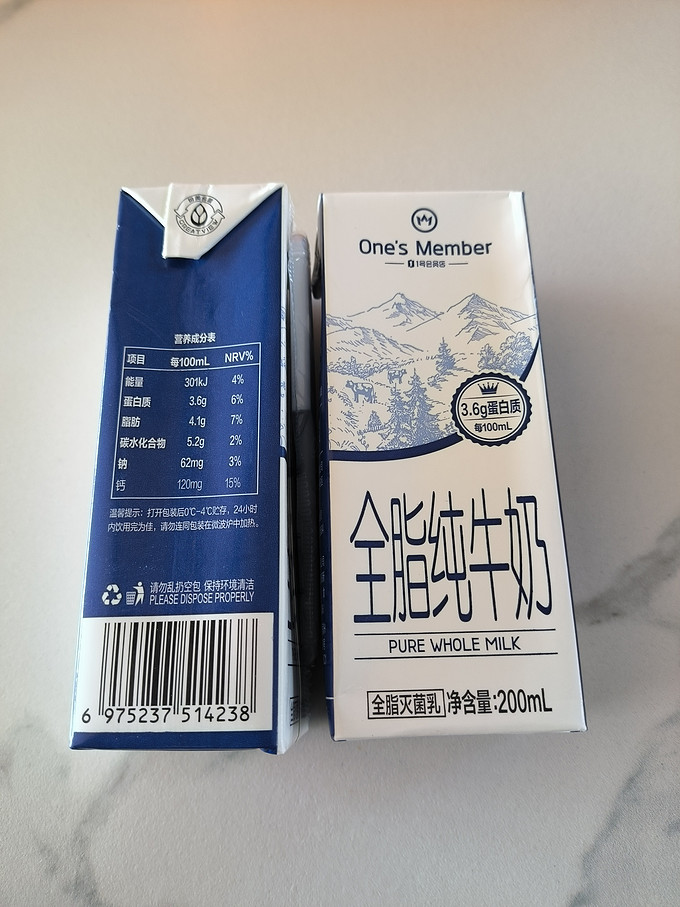 纷美包装
GREATVIEW
营养成分表
项目 每100mL NRV%
能量 301kJ 4%
蛋白质 3.6g 6%
脂肪 4.1g 7%
碳水化合物 5.2g 2%
钠 62mg 3%
钙 120mg 15%
温馨提示：打开包装后0℃-4℃贮存，24小时
内饮用完为佳，请勿连同包装在微波炉中加热。
请勿乱扔空包 保持环境清洁
PLEASE DISPOSE PROPERLY
6 975237 514238
One's Member
1号会员店
3.6g蛋白质
每100mL
全脂纯牛奶
PURE WHOLE MILK
全脂灭菌乳 净含量:200mL